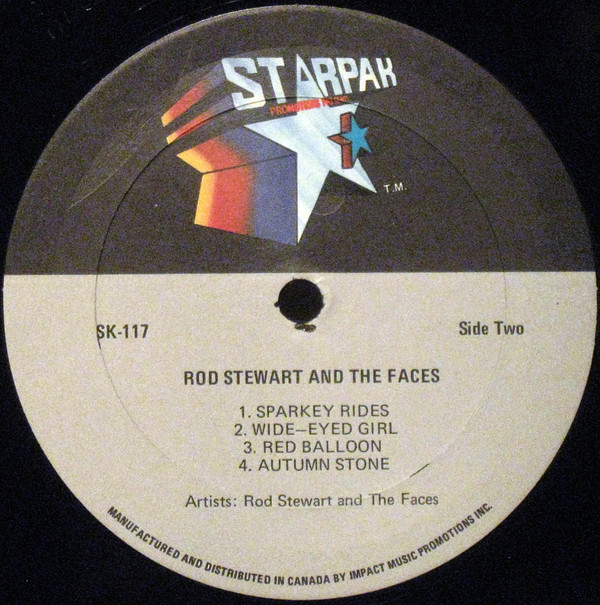 STARPAK
T.M.
SK-117
Side Two
ROD STEWART AND THE FACES
1. SPARKEY RIDES
2. WIDE—EYED GIRL
3. RED BALLOON
4. AUTUMN STONE
Artists: Rod Stewart and The Faces
MANUFACTURED AND DISTRIBUTED IN CANADA BY IMPACT MUSIC PROMOTIONS INC.